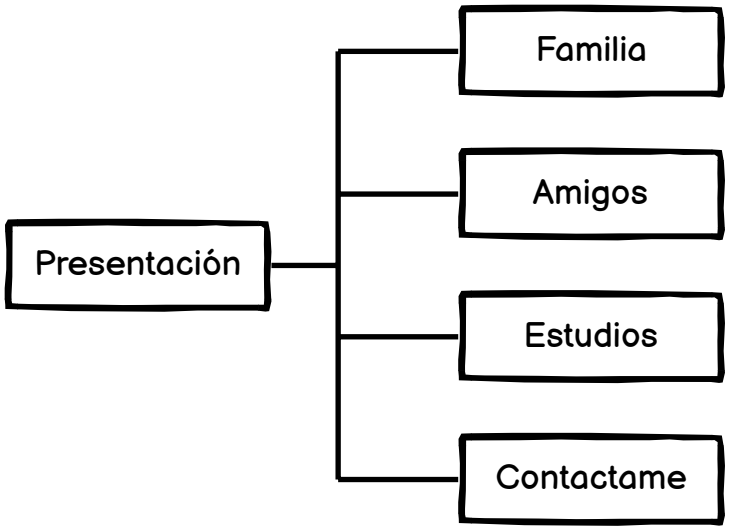 Presentación
Familia
Amigos
Estudios
Contactame